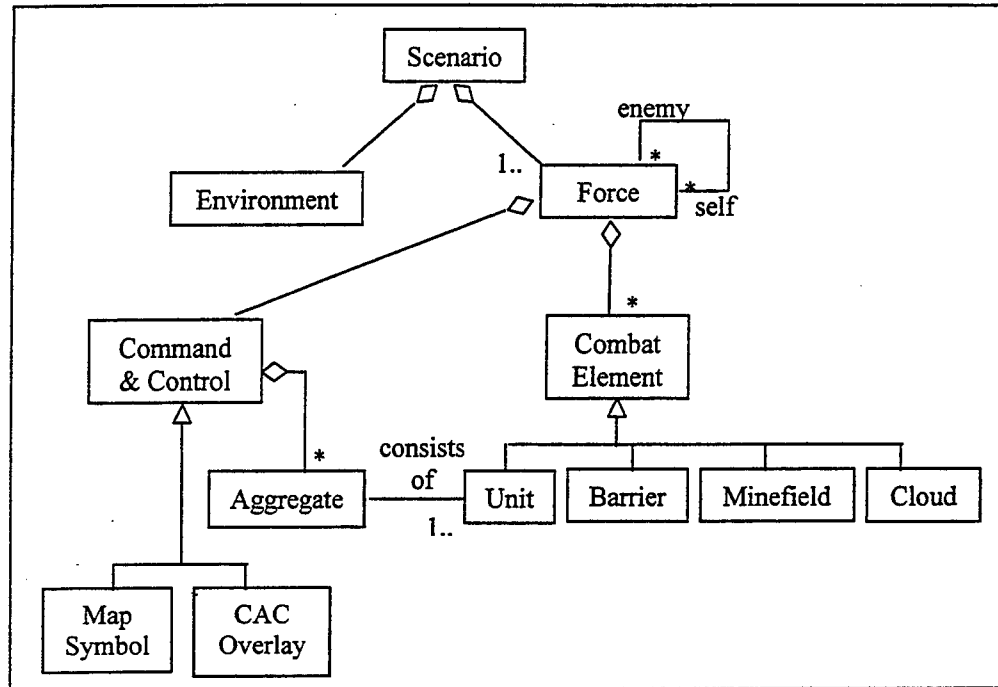 Scenario
enemy
*
1..
Environment
Force
*
self
*
Command
& Control
Combat
Element
*
consists
of
Aggregate
Unit
Barrier
Minefield
Cloud
1..
Map
Symbol
CAC
Overlay